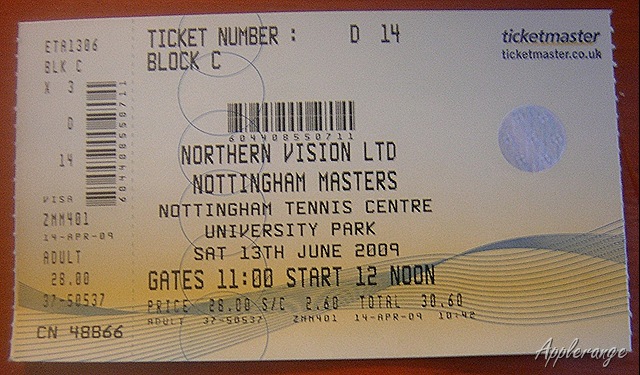 ETA1306
BLK C
X 3
D
14
VISA
ZMM401
14-APR-09
ADULT
28.00
37-50537
CN 48866
604408550711
TICKET NUMBER : D 14
BLOCK C
ticketmaster
ticketmaster.co.uk
604408550711
NORTHERN VISION LTD
NOTTINGHAM MASTERS
NOTTINGHAM TENNIS CENTRE
UNIVERSITY PARK
SAT 13TH JUNE 2009
GATES 11:00 START 12 NOON
PRICE 28.00 S/C 2.60 TOTAL 30.60
ADULT 37-50537 ZMM401 14-APR-09 10:42
Applerange